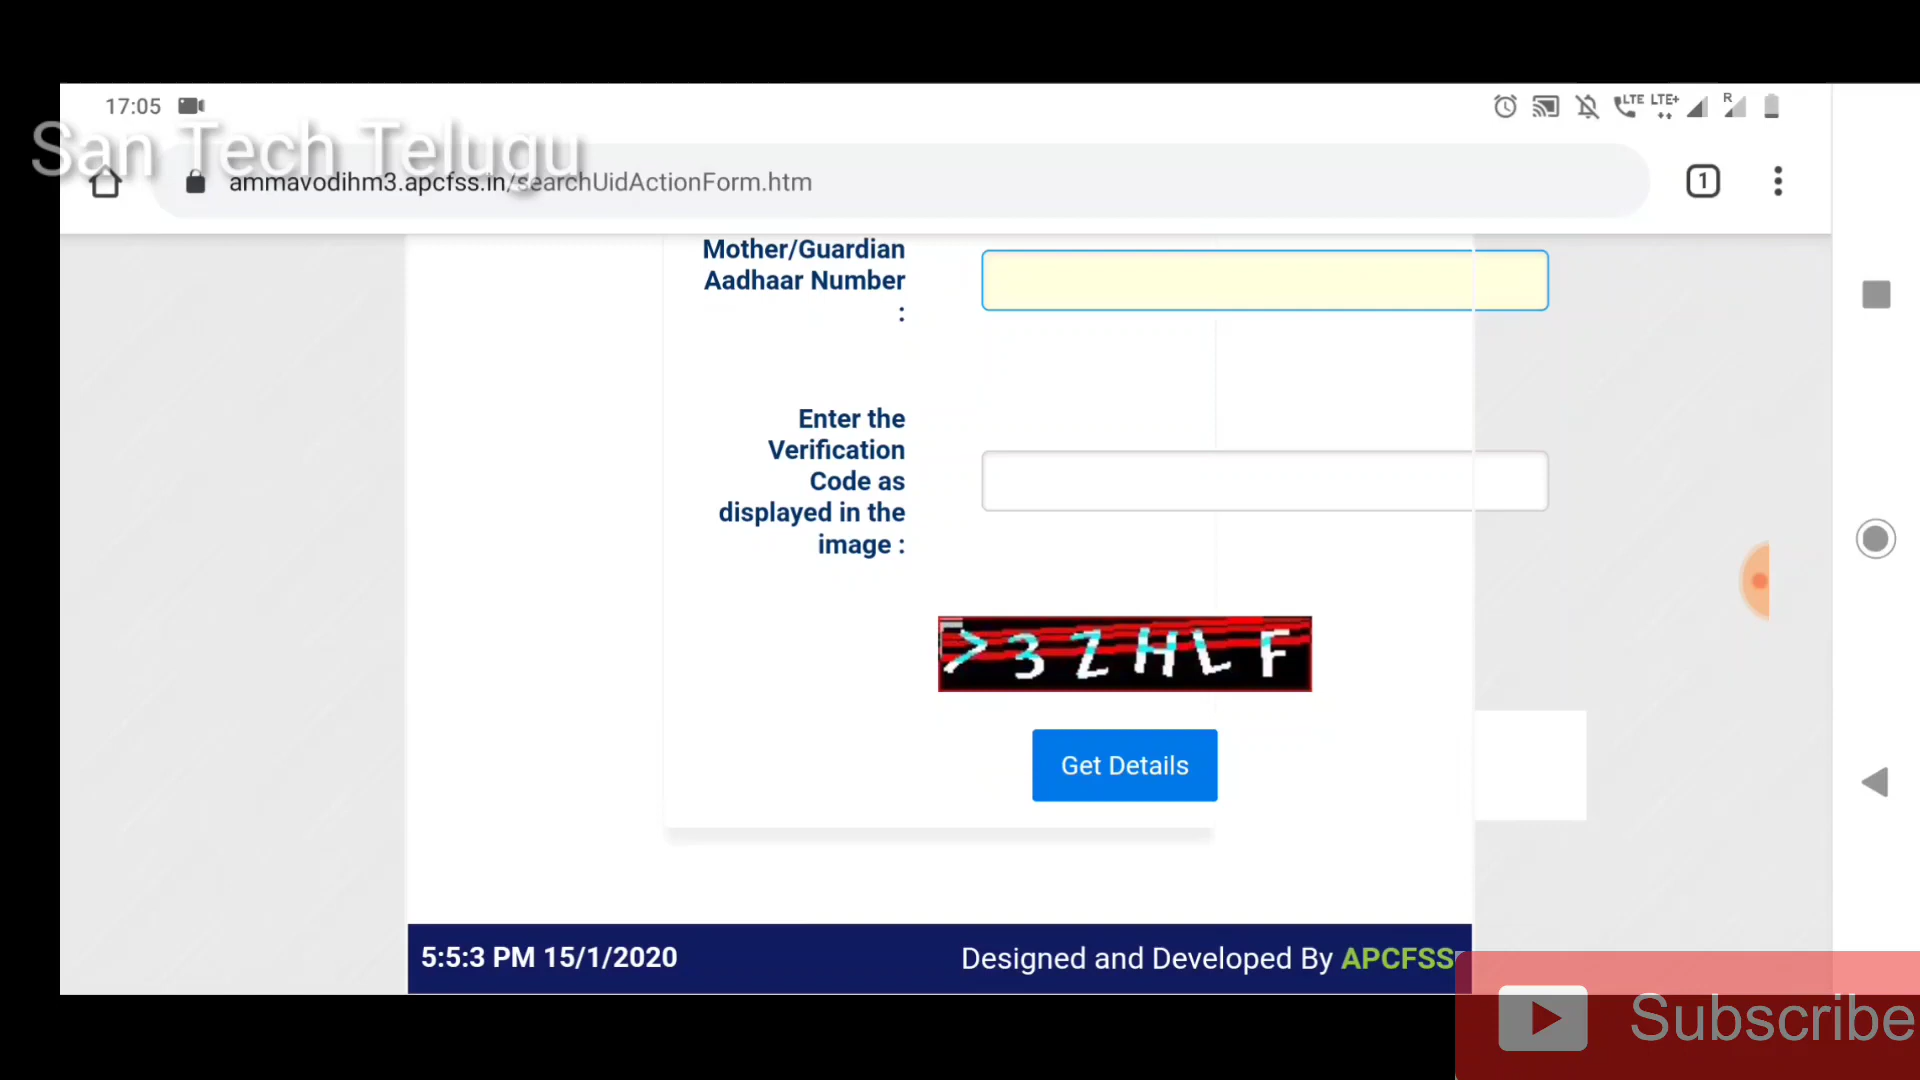 17:05
LTE LTE+ R
San Tech Telugu
ammavodihm3.apcfss.in/searchUidActionForm.htm
1
Mother/Guardian
Aadhaar Number
:
Enter the
Verification
Code as
displayed in the
image :
Get Details
5:5:3 PM 15/1/2020
Designed and Developed By APCFSS
Subscribe